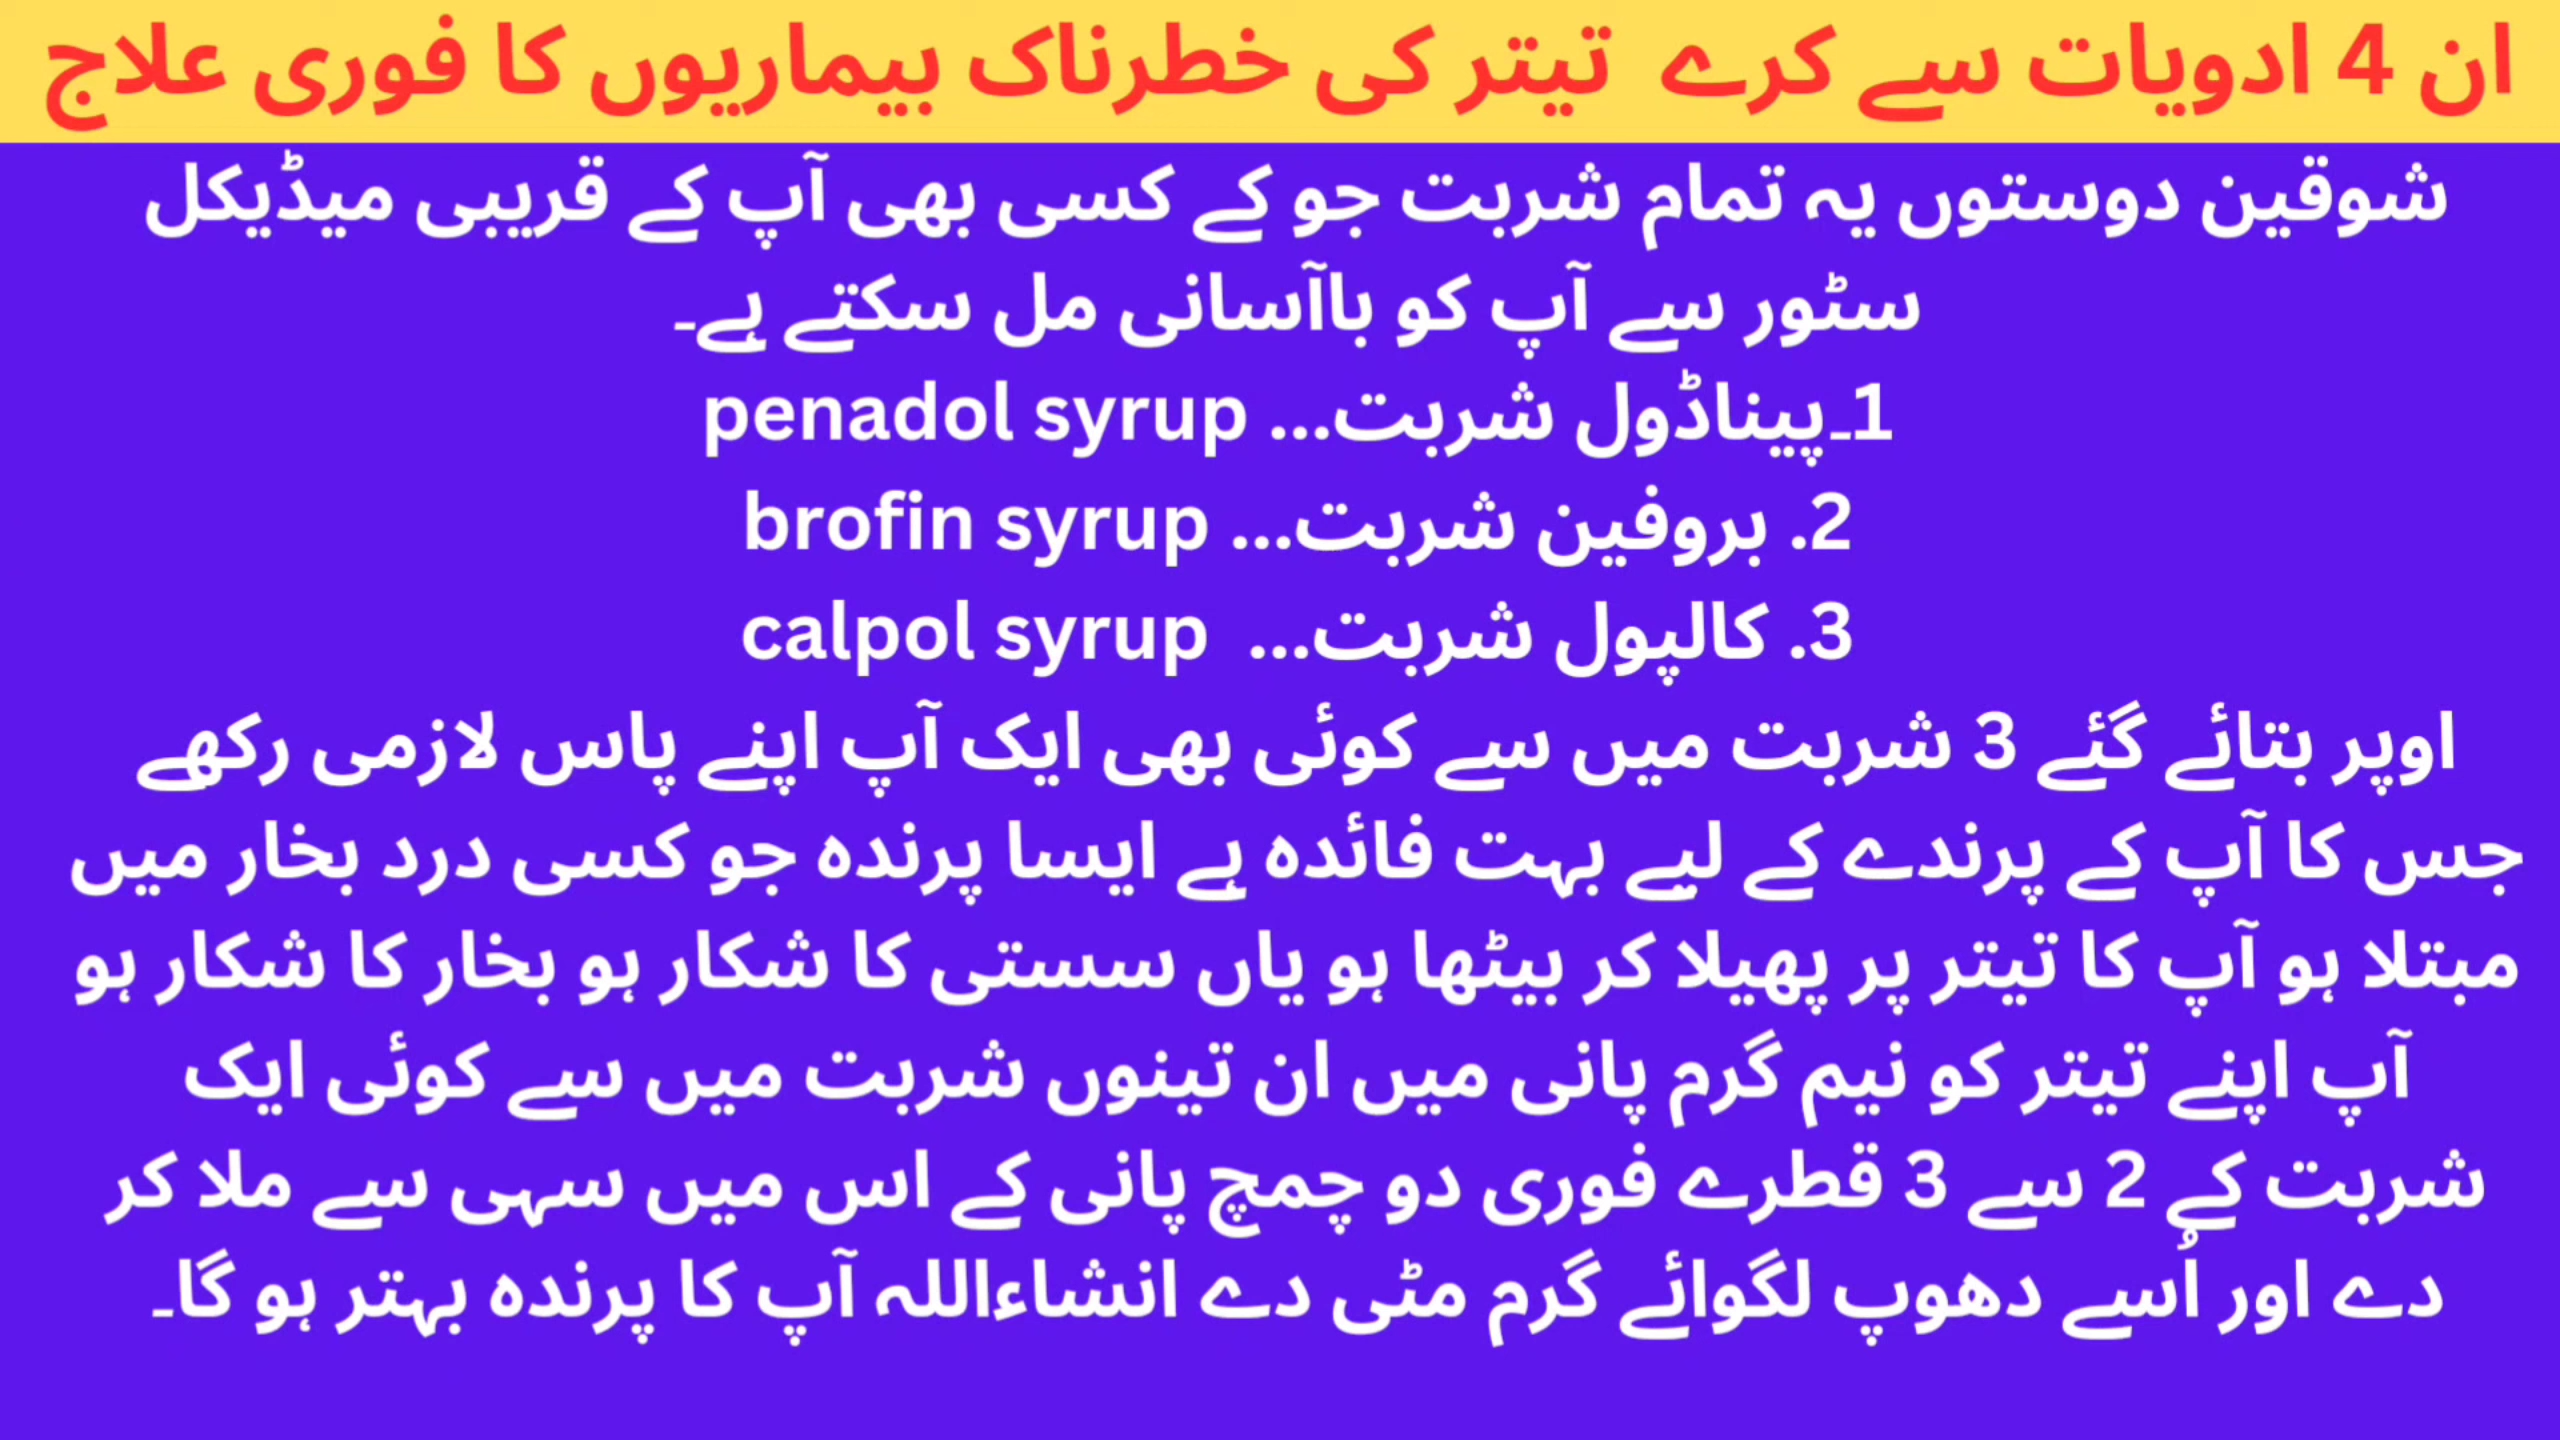 ان 4 ادویات سے کرے تیتر کی خطرناک بیماریوں کا فوری علاج
شوقین دوستوں یہ تمام شربت جو کے کسی بھی آپ کے قریبی میڈیکل
سٹور سے آپ کو باآسانی مل سکتے ہے۔
1۔پیناڈول شربت... penadol syrup
2. بروفین شربت... brofin syrup
3. کالپول شربت... calpol syrup
اوپر بتائے گئے 3 شربت میں سے کوئی بھی ایک آپ اپنے پاس لازمی رکھے
جس کا آپ کے پرندے کے لیے بہت فائدہ ہے ایسا پرندہ جو کسی درد بخار میں
مبتلا ہو آپ کا تیتر پر پھیلا کر بیٹھا ہو یاں سستی کا شکار ہو بخار کا شکار ہو
آپ اپنے تیتر کو نیم گرم پانی میں ان تینوں شربت میں سے کوئی ایک
شربت کے 2 سے 3 قطرے فوری دو چمچ پانی کے اس میں سہی سے ملا کر
دے اور اُسے دھوپ لگوائے گرم مٹی دے انشاءاللہ آپ کا پرندہ بہتر ہو گا۔